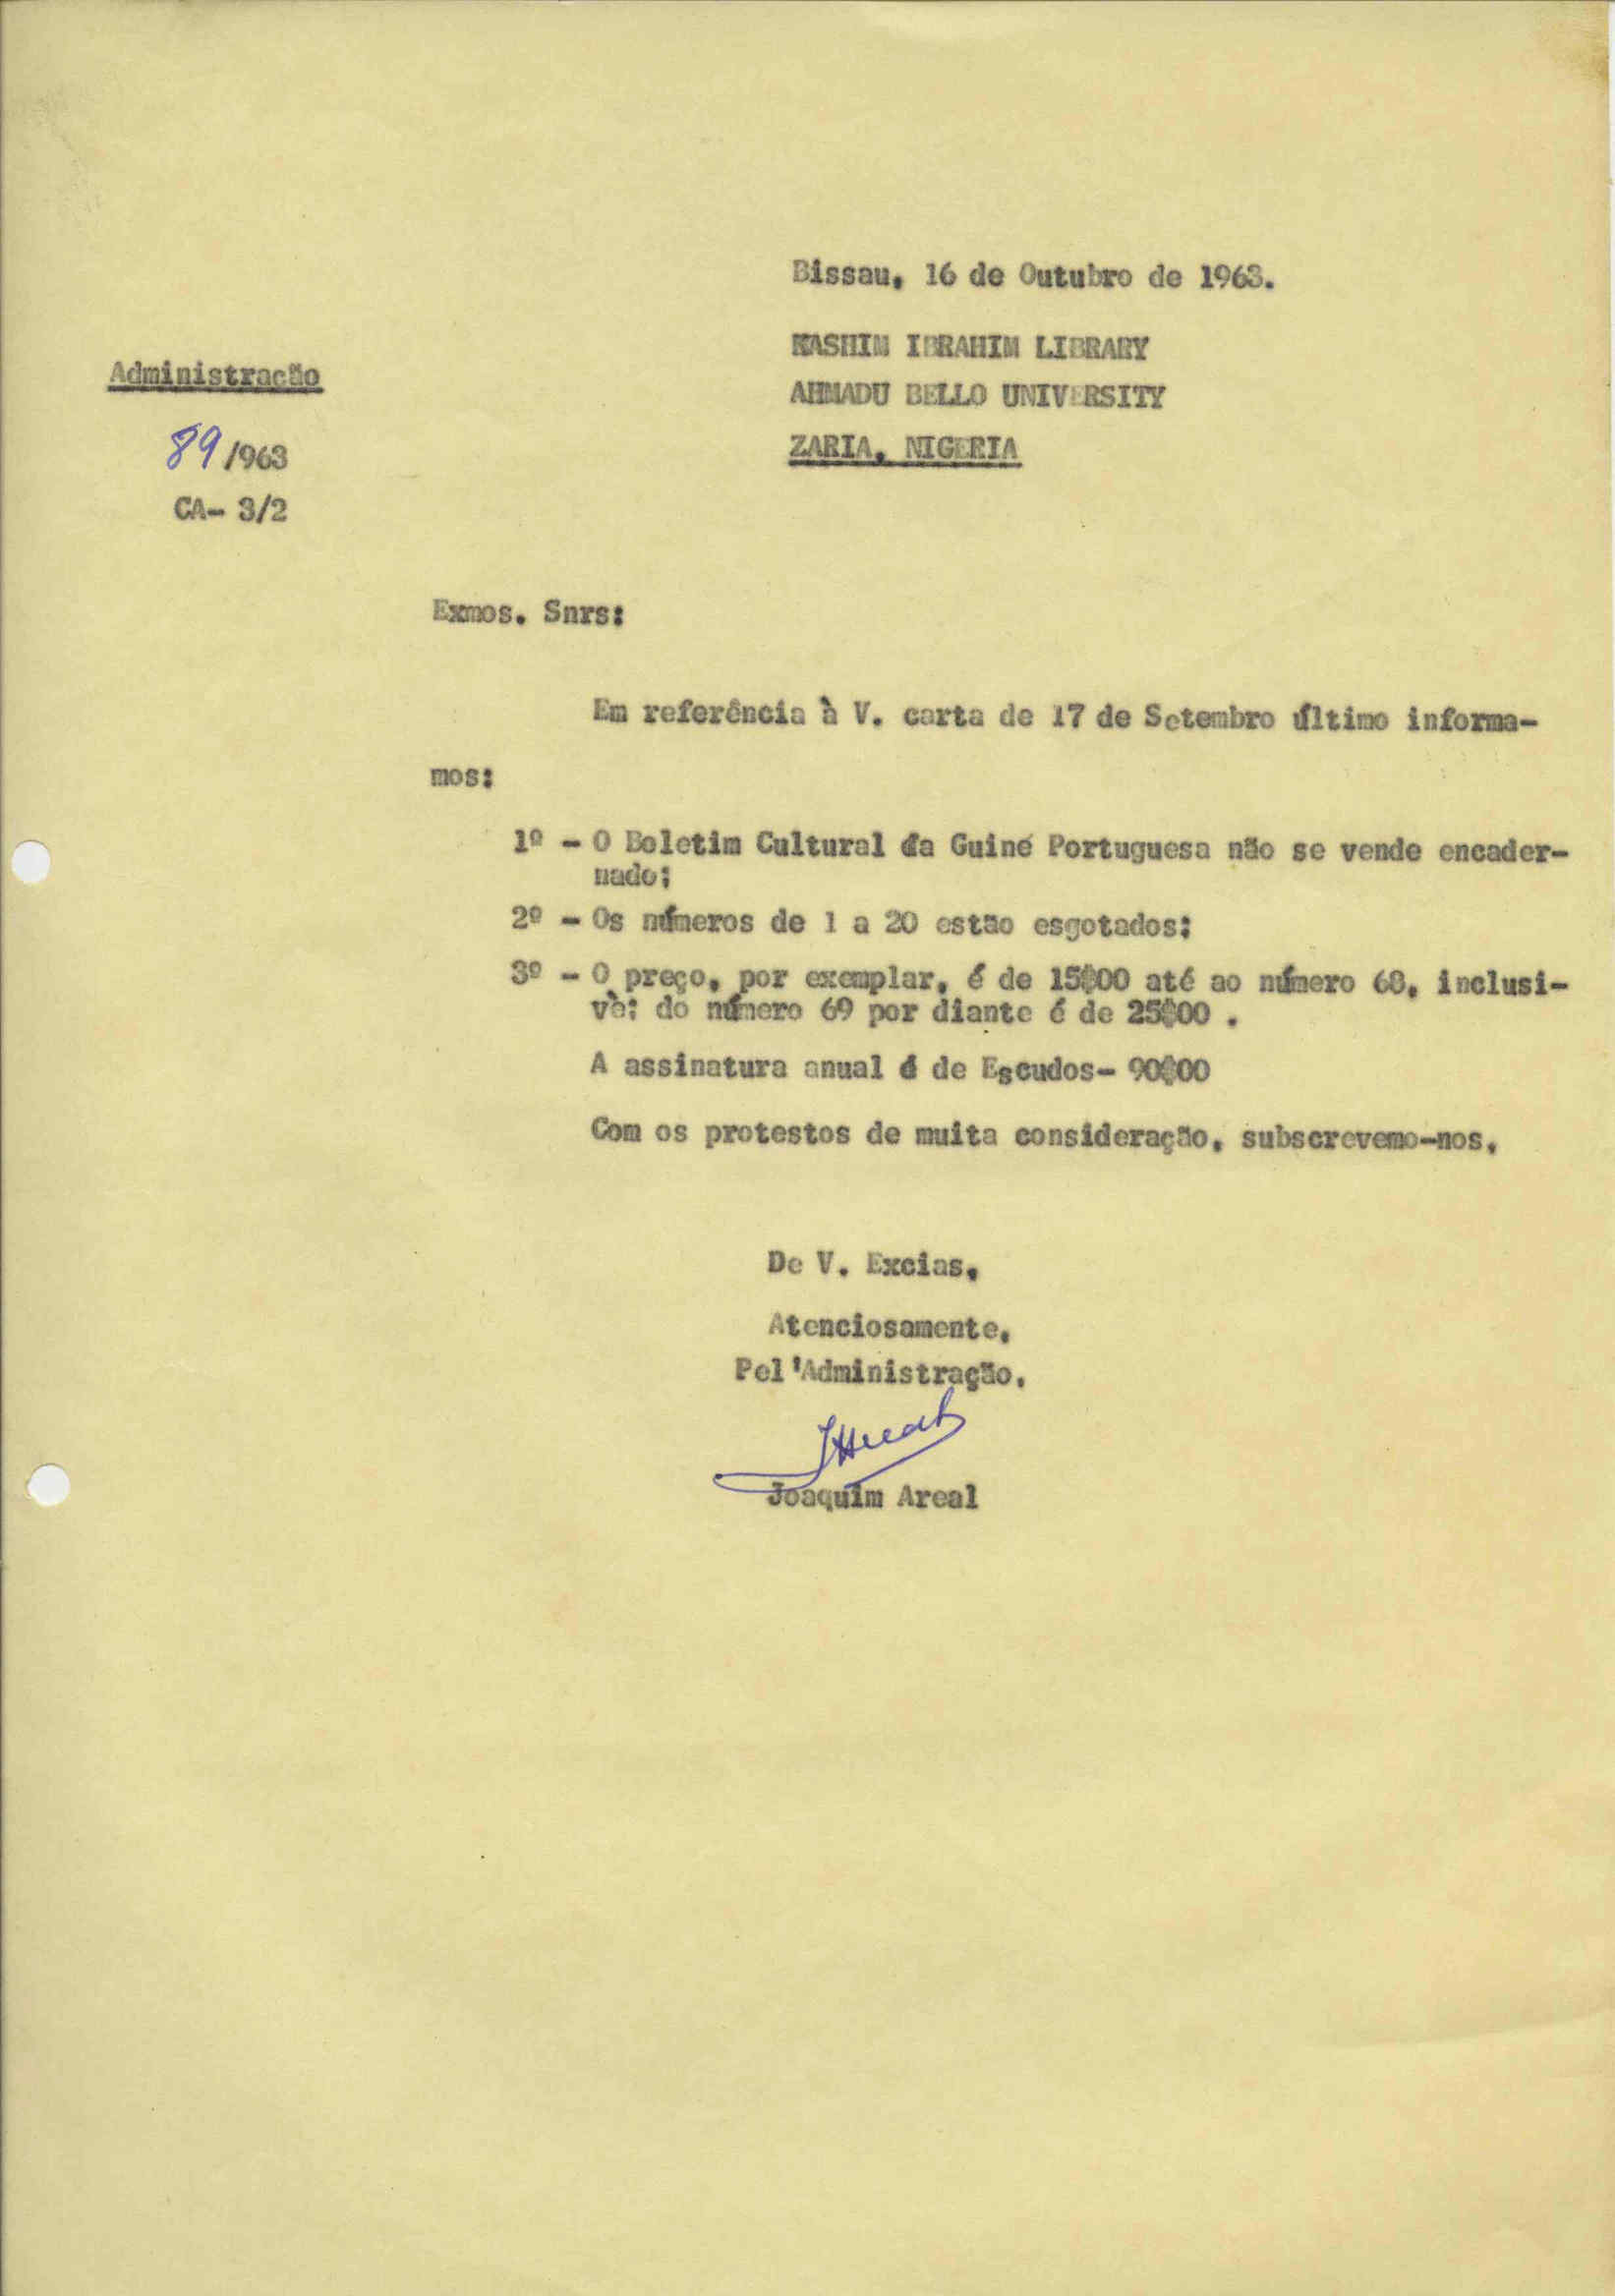 Bissau, 16 de Outubro de 1963.
KASHIM IBRAHIM LIBRARY
Administração
AHMADU BELLO UNIVERSITY
89/963
ZARIA, NIGERIA
CA- 3/2
Exmos. Snrs:
Em referência à V. carta de 17 de Setembro último informa-
mos:
1º - O Boletim Cultural da Guiné Portuguesa não se vende encader-
nado;
2º - Os números de 1 a 20 estão esgotados;
3º - O preço, por exemplar, é de 15$00 até ao número 68, inclusi-
vè; do número 69 por diante é de 25$00 .
A assinatura anual é de Escudos- 90$00
Com os protestos de muita consideração, subscrevemo-nos,
De V. Excias,
Atenciosamente,
Pel'Administração,
Joaquim Areal